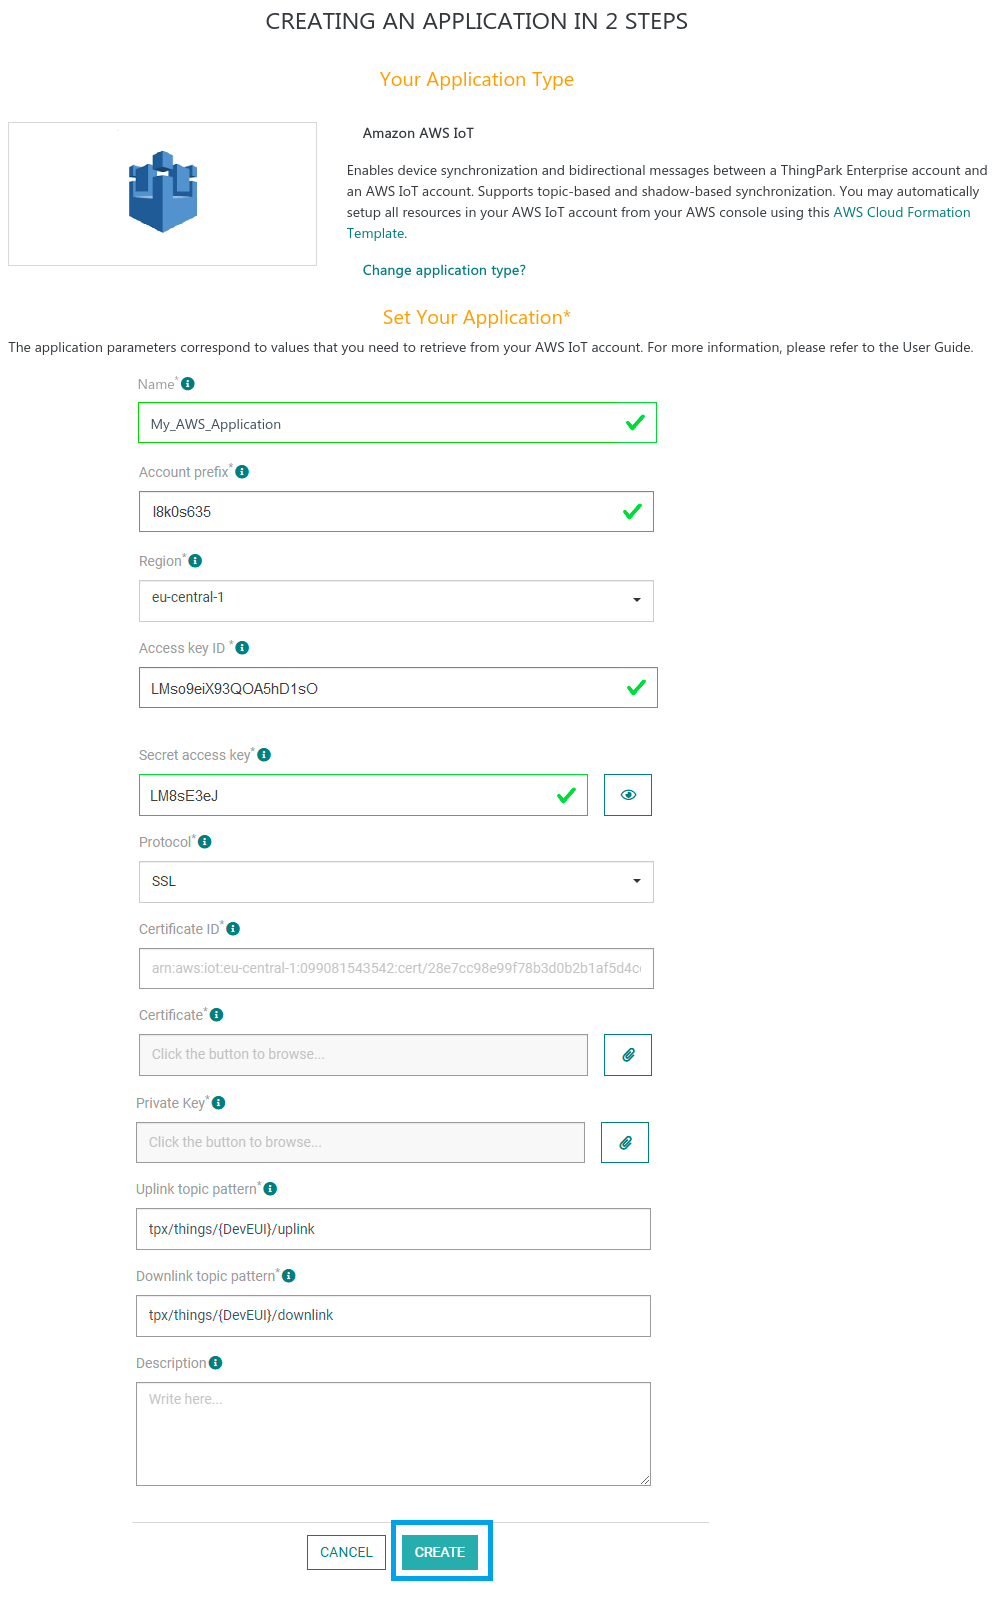 CREATING AN APPLICATION IN 2 STEPS
Your Application Type
Amazon AWS IoT
Enables device synchronization and bidirectional messages between a ThingPark Enterprise account and
an AWS IoT account. Supports topic-based and shadow-based synchronization. You may automatically
setup all resources in your AWS IoT account from your AWS console using this AWS Cloud Formation
Template.
Change application type?
Set Your Application*
The application parameters correspond to values that you need to retrieve from your AWS IoT account. For more information, please refer to the User Guide.
Name*
My_AWS_Application
Account prefix*
l8k0s635
Region*
eu-central-1
Access key ID *
LMso9eiX93QOA5hD1sO
Secret access key*
LM8sE3eJ
Protocol*
SSL
Certificate ID*
arn:aws:iot:eu-central-1:099081543542:cert/28e7cc98e99f78b3d0b2b1af5d4c
Certificate*
Click the button to browse...
Private Key*
Click the button to browse...
Uplink topic pattern*
tpx/things/{DevEUI}/uplink
Downlink topic pattern*
tpx/things/{DevEUI}/downlink
Description
Write here...
CANCEL CREATE